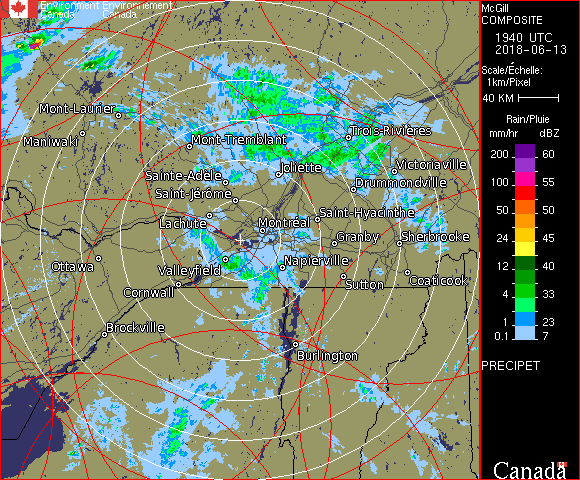 Environment Environnement
Canada Canada
McGill
COMPOSITE
1940 UTC
2018-06-13
Scale/Échelle:
1km/Pixel
40 KM
Rain/Pluie
mm/hr dBZ
200 60
100 55
50 50
24 45
12 40
4 33
1 23
0.1 7
PRECIPET
Canada
Mont-Laurier
Maniwaki
Mont-Tremblant
Trois-Rivières
Joliette
Victoriaville
Sainte-Adèle
Drummondville
Saint-Jérôme
Lachute
Saint-Hyacinthe
Montréal
Granby
Sherbrooke
Ottawa
Valleyfield
Napierville
Sutton
Coaticook
Cornwall
Brockville
Burlington